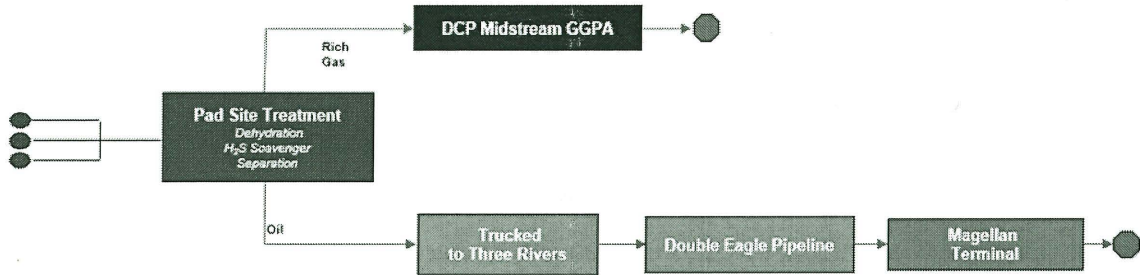 DCP Midstream GGPA
Rich
Gas
Pad Site Treatment
Dehydration
H₂S Scavenger
Separation
Oil
Trucked
to Three Rivers
Double Eagle Pipeline
Magellan
Terminal